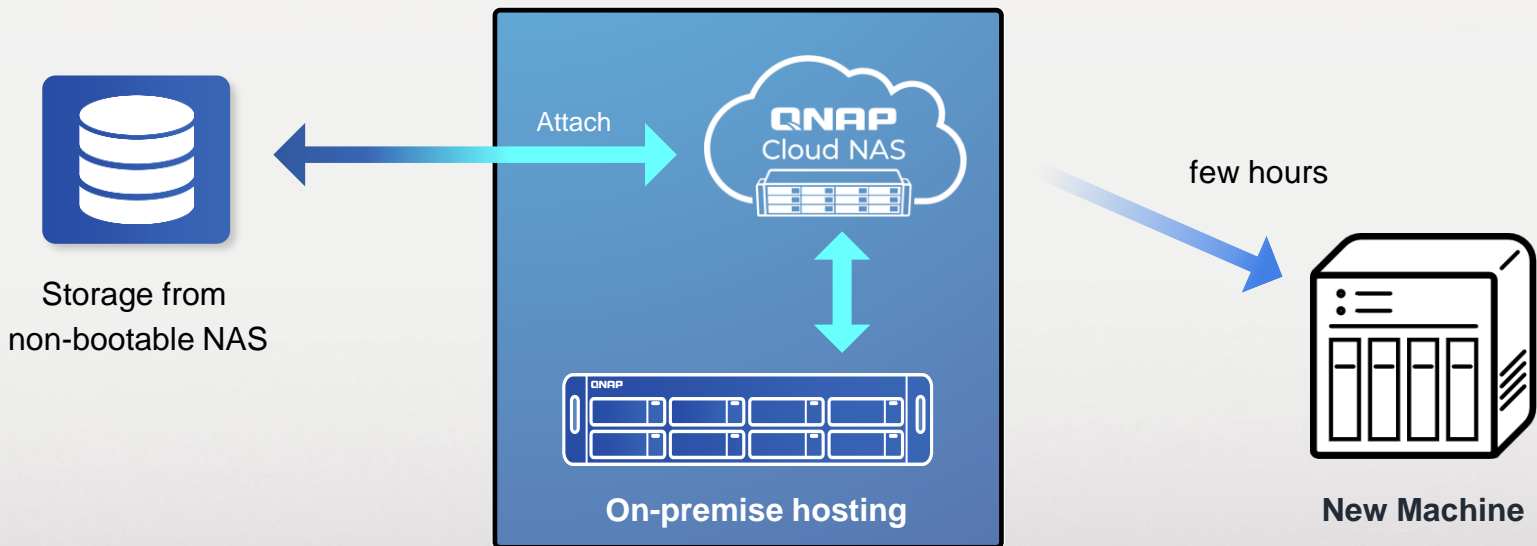 Attach
QNAP
Cloud NAS
few hours
Storage from
non-bootable NAS
QNAP
On-premise hosting
New Machine